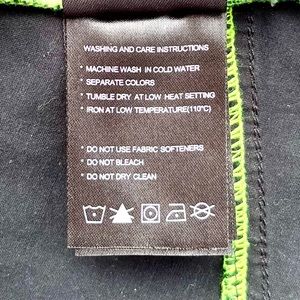 WASHING AND CARE INSTRUCTIONS
* MACHINE WASH IN COLD WATER
* SEPARATE COLORS
* TUMBLE DRY AT LOW HEAT SETTING
* IRON AT LOW TEMPERATURE(110°C)
* DO NOT USE FABRIC SOFTENERS
* DO NOT BLEACH
* DO NOT DRY CLEAN